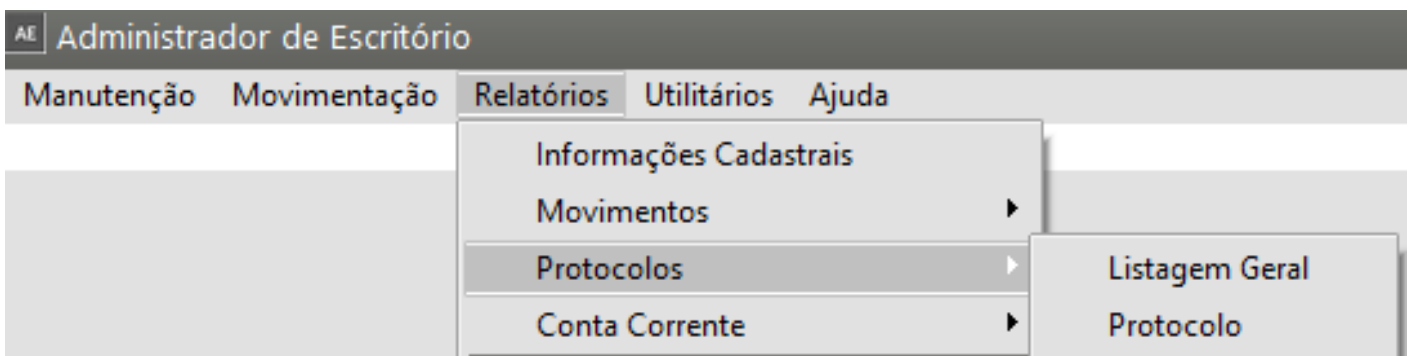 AE Administrador de Escritório
Manutenção Movimentação Relatórios Utilitários Ajuda
Informações Cadastrais
Movimentos
Protocolos Listagem Geral
Conta Corrente Protocolo